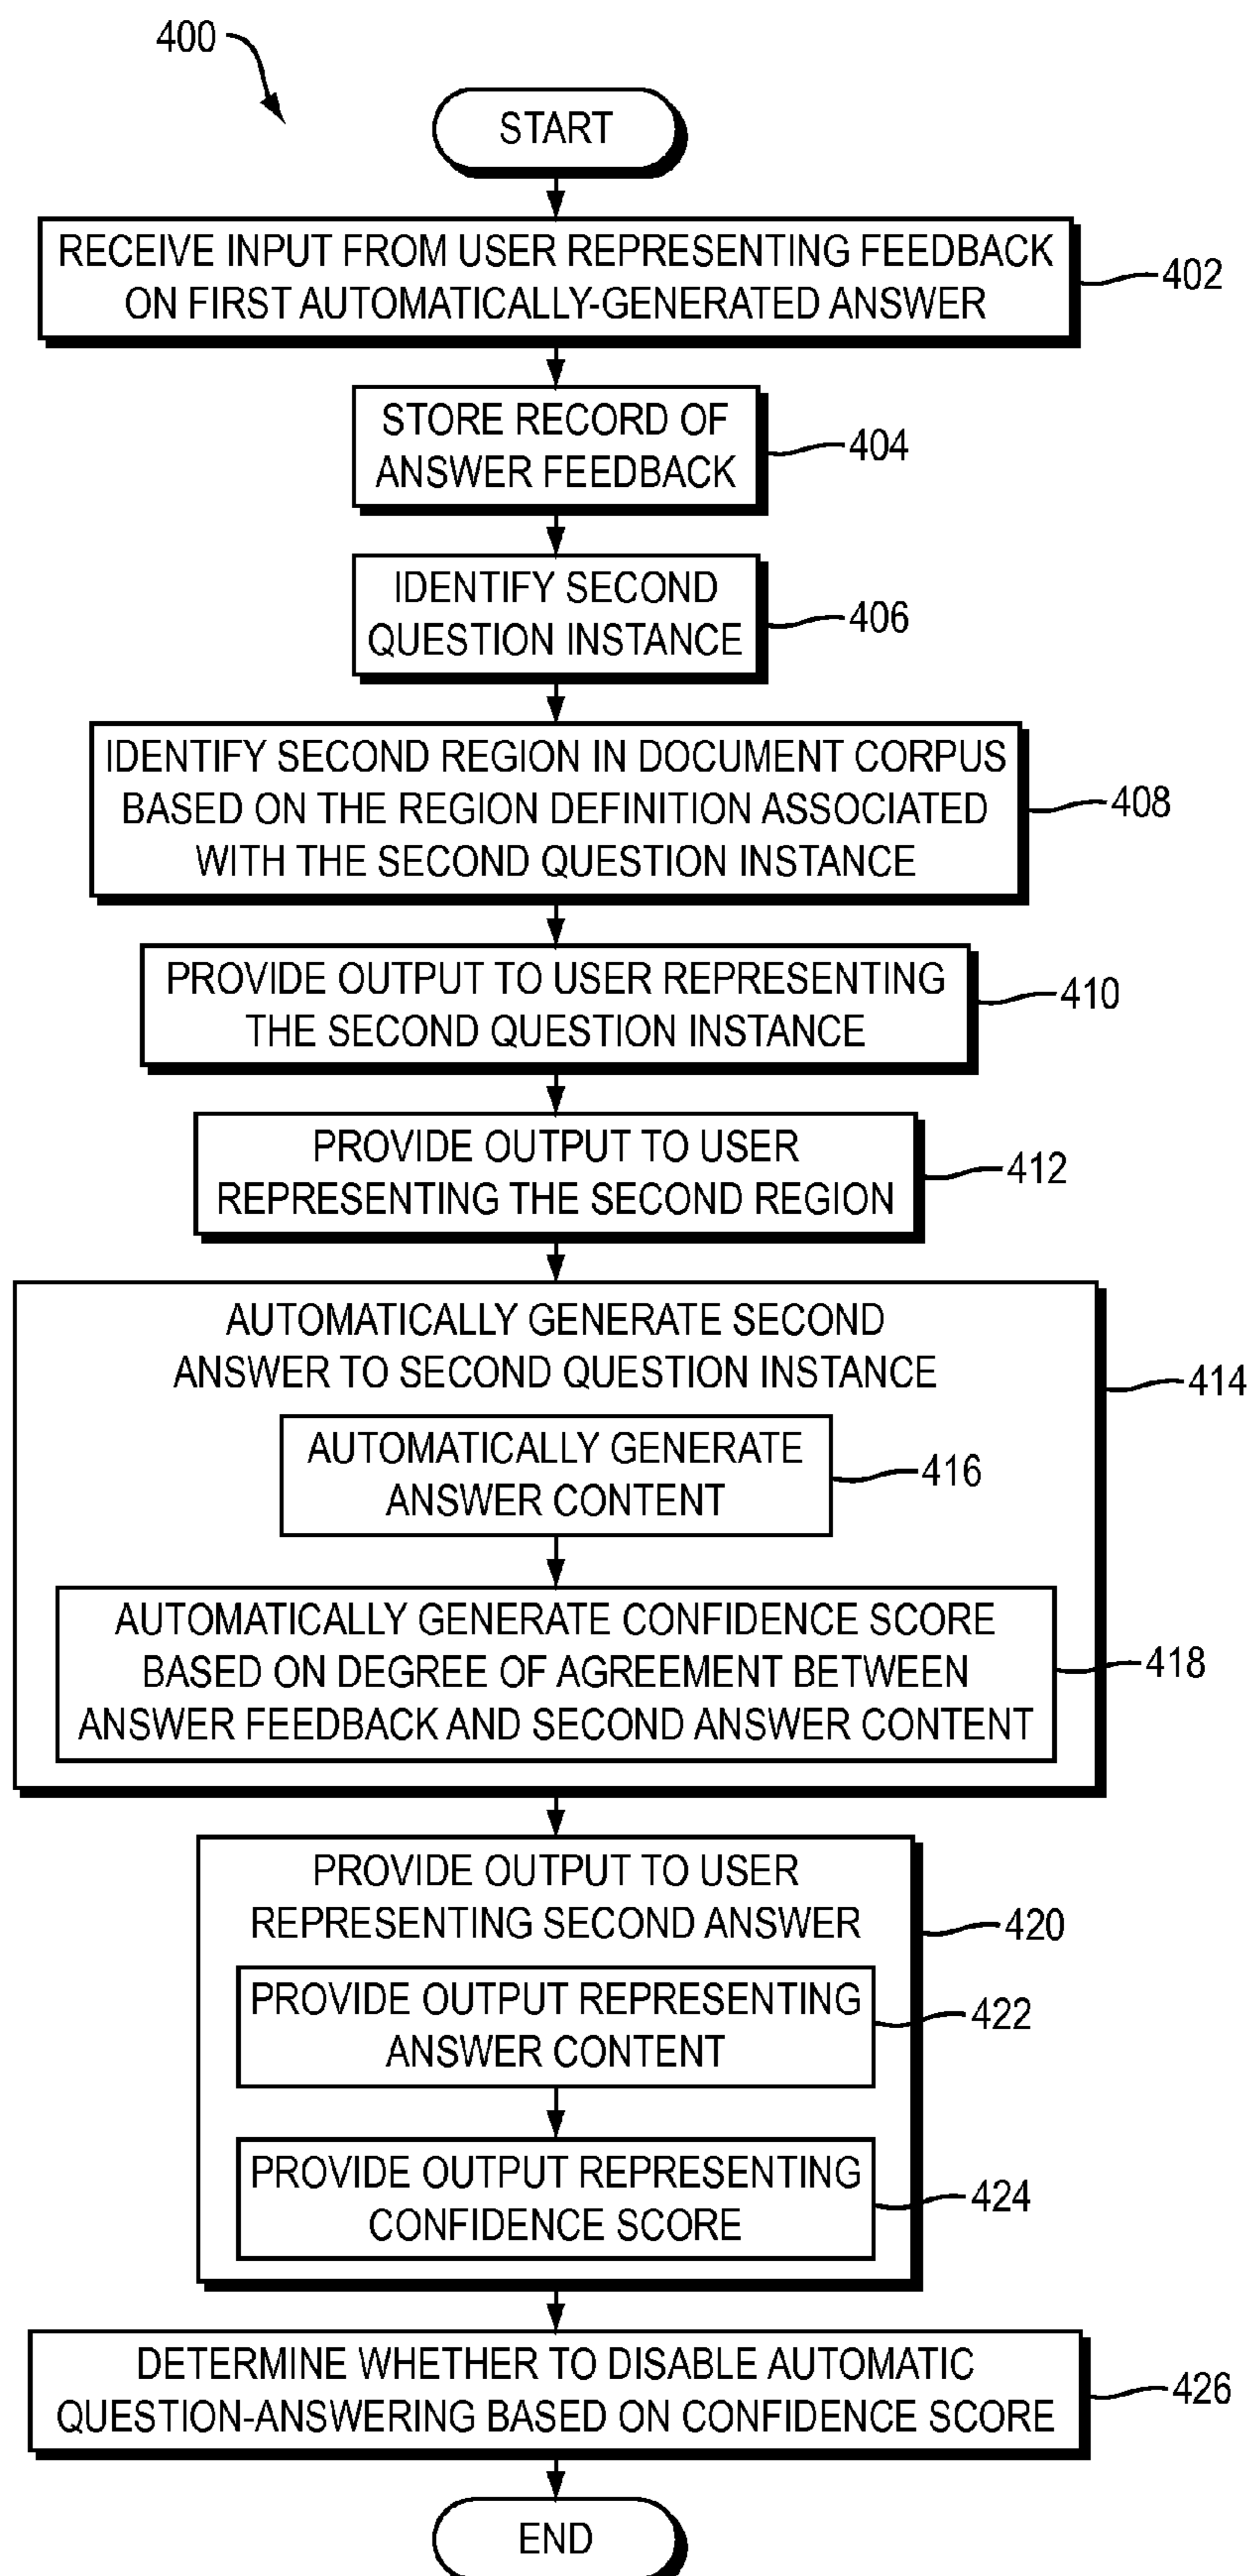 400
START
RECEIVE INPUT FROM USER REPRESENTING FEEDBACK
ON FIRST AUTOMATICALLY-GENERATED ANSWER
402
STORE RECORD OF
ANSWER FEEDBACK
404
IDENTIFY SECOND
QUESTION INSTANCE
406
IDENTIFY SECOND REGION IN DOCUMENT CORPUS
BASED ON THE REGION DEFINITION ASSOCIATED
WITH THE SECOND QUESTION INSTANCE
408
PROVIDE OUTPUT TO USER REPRESENTING
THE SECOND QUESTION INSTANCE
410
PROVIDE OUTPUT TO USER
REPRESENTING THE SECOND REGION
412
AUTOMATICALLY GENERATE SECOND
ANSWER TO SECOND QUESTION INSTANCE
414
AUTOMATICALLY GENERATE
ANSWER CONTENT
416
AUTOMATICALLY GENERATE CONFIDENCE SCORE
BASED ON DEGREE OF AGREEMENT BETWEEN
ANSWER FEEDBACK AND SECOND ANSWER CONTENT
418
PROVIDE OUTPUT TO USER
REPRESENTING SECOND ANSWER
420
PROVIDE OUTPUT REPRESENTING
ANSWER CONTENT
422
PROVIDE OUTPUT REPRESENTING
CONFIDENCE SCORE
424
DETERMINE WHETHER TO DISABLE AUTOMATIC
QUESTION-ANSWERING BASED ON CONFIDENCE SCORE
426
END